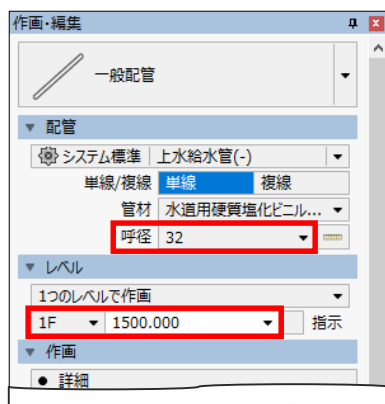 作画・編集
一般配管
配管
システム標準 上水給水管(-)
単線/複線 単線 複線
管材 水道用硬質塩化ビニル...
呼径 32
レベル
1つのレベルで作画
1F 1500.000 指示
作画
● 詳細